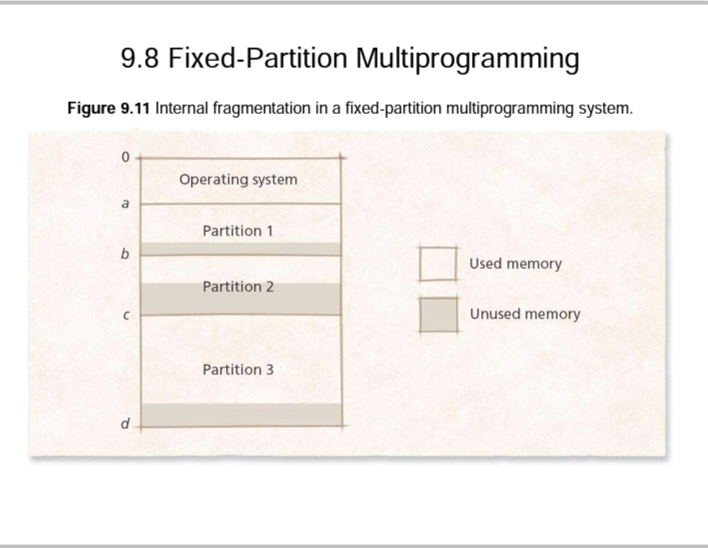 9.8 Fixed-Partition Multiprogramming
Figure 9.11 Internal fragmentation in a fixed-partition multiprogramming system.
0
Operating system
a
Partition 1
b
Partition 2
c
Partition 3
d
Used memory
Unused memory